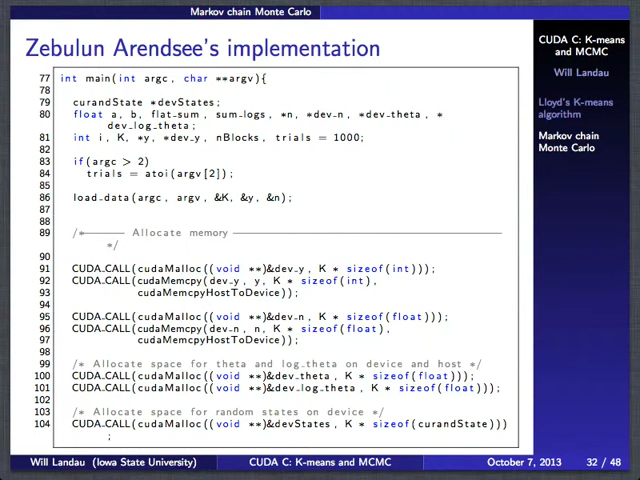 Markov chain Monte Carlo
Zebulun Arendsee's implementation
77 int main(int argc, char **argv){
78
79 curandState *devStates;
80 float a, b, flat_sum, sum_logs, *n, *dev_n, *dev_theta, *
dev_log_theta;
81 int i, K, *y, *dev_y, nBlocks, trials = 1000;
82
83 if(argc > 2)
84 trials = atoi(argv[2]);
85
86 load_data(argc, argv, &K, &y, &n);
87
88
89 /*------ Allocate memory ------------------------------------------
*/
90
91 CUDA_CALL(cudaMalloc((void **)&dev_y, K * sizeof(int)));
92 CUDA_CALL(cudaMemcpy(dev_y, y, K * sizeof(int),
93 cudaMemcpyHostToDevice));
94
95 CUDA_CALL(cudaMalloc((void **)&dev_n, K * sizeof(float)));
96 CUDA_CALL(cudaMemcpy(dev_n, n, K * sizeof(float),
97 cudaMemcpyHostToDevice));
98
99 /* Allocate space for theta and log_theta on device and host */
100 CUDA_CALL(cudaMalloc((void **)&dev_theta, K * sizeof(float)));
101 CUDA_CALL(cudaMalloc((void **)&dev_log_theta, K * sizeof(float)));
102
103 /* Allocate space for random states on device */
104 CUDA_CALL(cudaMalloc((void **)&devStates, K * sizeof(curandState)))
;
CUDA C: K-means
and MCMC
Will Landau
Lloyd's K-means
algorithm
Markov chain
Monte Carlo
Will Landau (Iowa State University) CUDA C: K-means and MCMC October 7, 2013 32 / 48